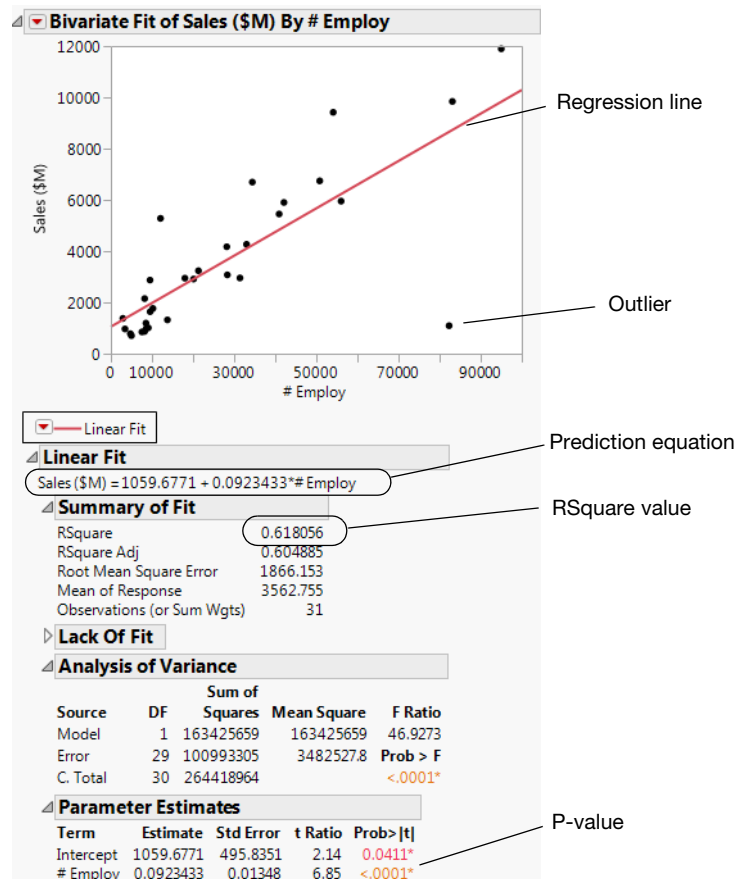 Bivariate Fit of Sales ($M) By # Employ
12000
10000
8000
6000
4000
2000
0
Sales ($M)
0 10000 30000 50000 70000 90000
# Employ
Regression line
Outlier
Linear Fit
Linear Fit
Sales ($M) = 1059.6771 + 0.0923433*# Employ
Prediction equation
Summary of Fit
RSquare 0.618056
RSquare value
RSquare Adj 0.604885
Root Mean Square Error 1866.153
Mean of Response 3562.755
Observations (or Sum Wgts) 31
Lack Of Fit
Analysis of Variance
Sum of
Source DF Squares Mean Square F Ratio
Model 1 163425659 163425659 46.9273
Error 29 100993305 3482527.8 Prob > F
C. Total 30 264418964 <.0001*
Parameter Estimates
Term Estimate Std Error t Ratio Prob>|t|
Intercept 1059.6771 495.8351 2.14 0.0411*
# Employ 0.0923433 0.01348 6.85 <.0001*
P-value